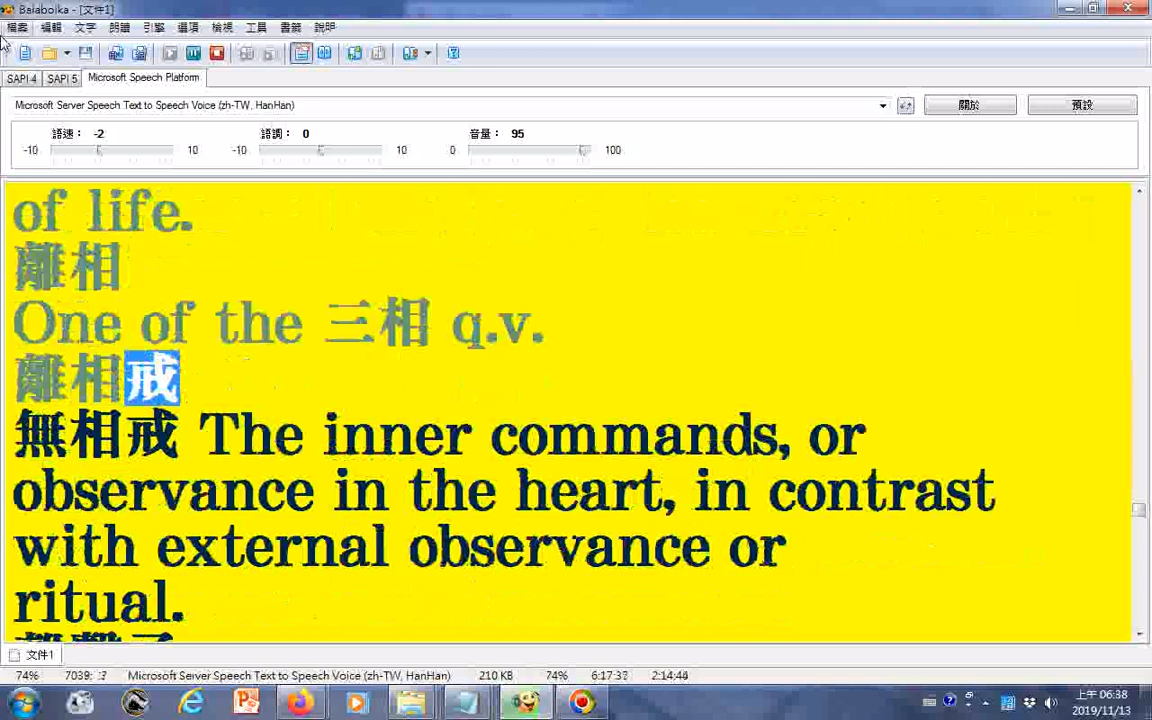 Balabolka - [文件1]
檔案 編輯 文字 朗讀 引擎 選項 檢視 工具 書籤 說明
SAPI 4 SAPI 5 Microsoft Speech Platform
Microsoft Server Speech Text to Speech Voice (zh-TW, HanHan) 關於 預設
語速： -2 語調： 0 音量： 95
-10 10 -10 10 0 100
of life.
離相
One of the 三相 q.v.
離相戒
無相戒 The inner commands, or
observance in the heart, in contrast
with external observance or
ritual.
文件1
74% Microsoft Server Speech Text to Speech Voice (zh-TW, HanHan) 210 KB 74% 2:14:48
上午 06:38
2019/11/13